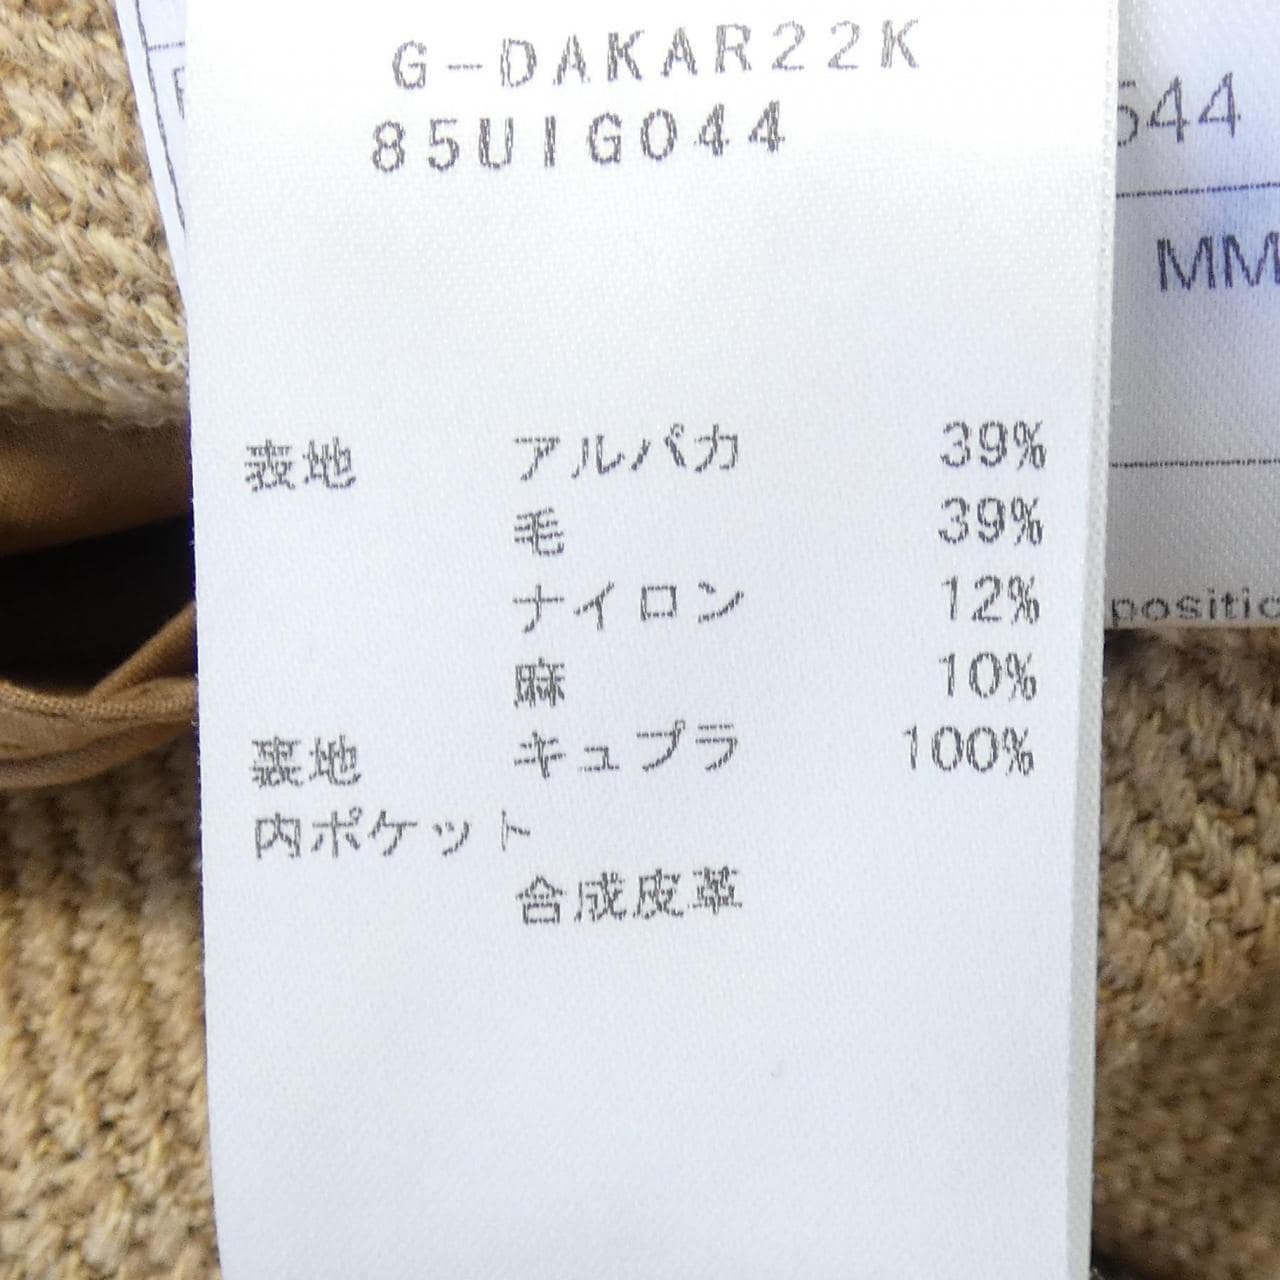 G-DAKAR22K
85UIG044
544
MM
表地 アルパカ 39%
毛 39%
ナイロン 12%
麻 10%
裏地 キュプラ 100%
内ポケット
合成皮革
positio